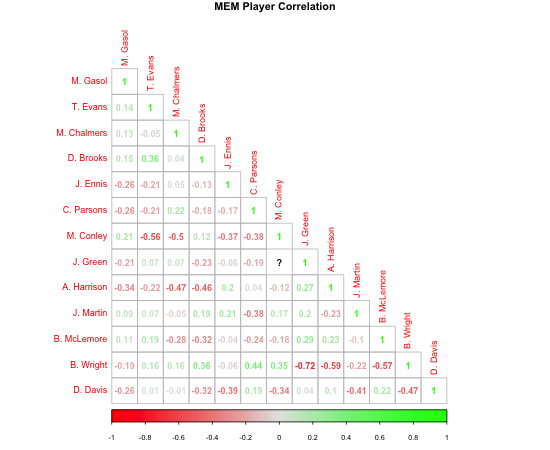 MEM Player Correlation
M. Gasol
T. Evans
M. Chalmers
D. Brooks
J. Ennis
C. Parsons
M. Conley
J. Green
A. Harrison
J. Martin
B. McLemore
B. Wright
D. Davis
M. Gasol 1
T. Evans 0.14 1
M. Chalmers 0.13 -0.05 1
D. Brooks 0.15 0.36 0.04 1
J. Ennis -0.26 -0.21 0.05 -0.13 1
C. Parsons -0.26 -0.21 0.22 -0.18 -0.17 1
M. Conley 0.21 -0.56 -0.5 0.12 -0.37 -0.38 1
J. Green -0.21 0.07 0.07 -0.23 -0.06 -0.19 ? 1
A. Harrison -0.34 -0.22 -0.47 -0.46 0.2 0.04 -0.12 0.27 1
J. Martin 0.09 0.07 -0.05 0.19 0.21 -0.38 0.17 0.2 -0.23 1
B. McLemore 0.11 0.19 -0.28 -0.32 -0.04 -0.24 -0.18 0.29 0.23 -0.1 1
B. Wright -0.19 0.16 0.16 0.36 -0.06 0.44 0.35 -0.72 -0.59 -0.22 -0.57 1
D. Davis -0.26 0.01 -0.01 -0.32 -0.39 0.19 -0.34 0.04 0.1 -0.41 0.22 -0.47 1
-1 -0.8 -0.6 -0.4 -0.2 0 0.2 0.4 0.6 0.8 1